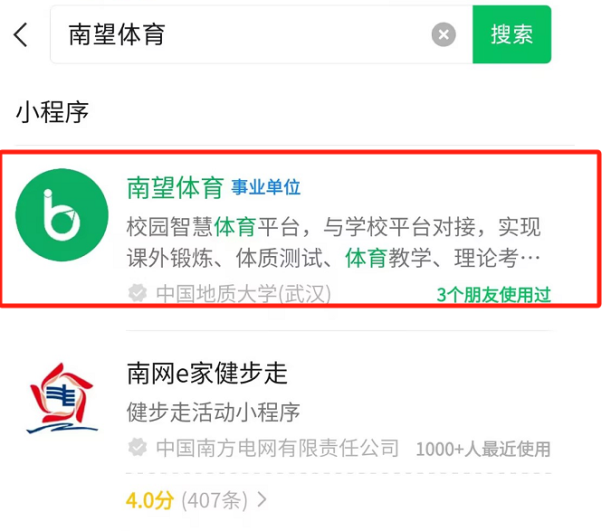 南望体育
搜索
小程序
南望体育 事业单位
校园智慧体育平台，与学校平台对接，实现
课外锻炼、体质测试、体育教学、理论考…
中国地质大学(武汉) 3个朋友使用过
南网e家健步走
健步走活动小程序
中国南方电网有限责任公司 1000+人最近使用
4.0分 (407条)